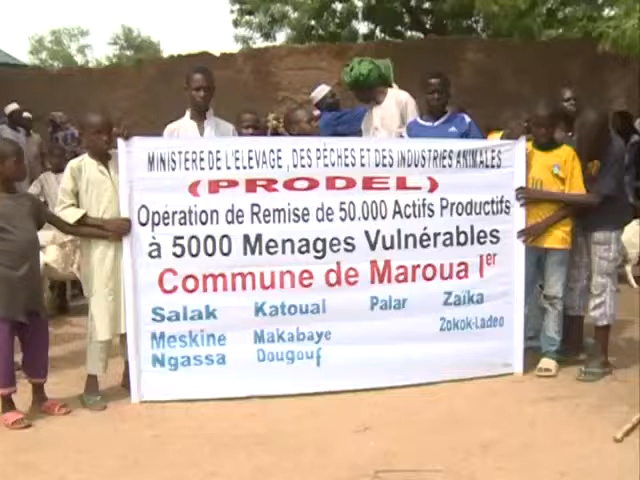 MINISTERE DE L'ELEVAGE, DES PÈCHES ET DES INDUSTRIES ANIMALES
(PRODEL)
Opération de Remise de 50.000 Actifs Productifs
à 5000 Menages Vulnérables
Commune de Maroua Ier
Salak Katoual Palar Zaïka
Meskine Makabaye Zokok-Ladeo
Ngassa Dougouf